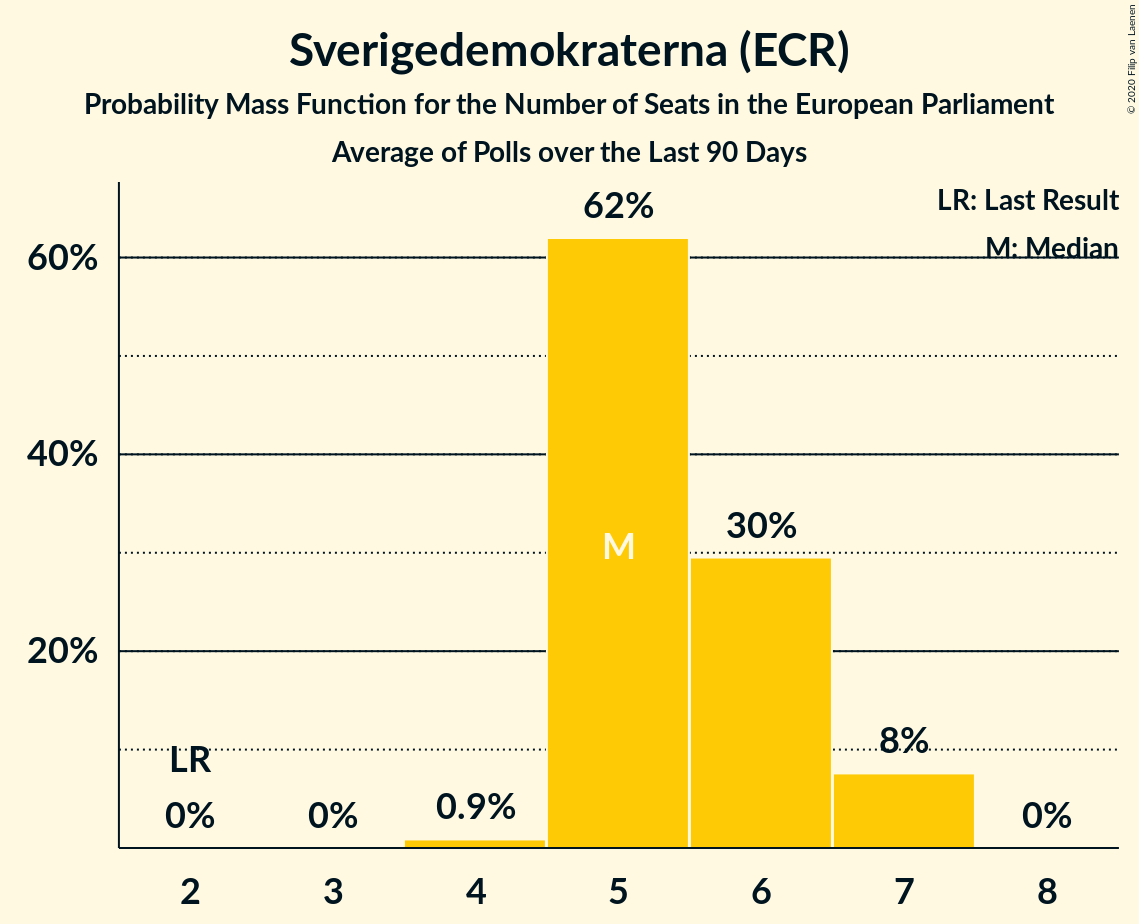 Sverigedemokraterna (ECR)
Probability Mass Function for the Number of Seats in the European Parliament
Average of Polls over the Last 90 Days
© 2020 Filip van Laenen
LR: Last Result
M: Median
62%
60%
40%
30%
M
20%
8%
LR
0%
0%
0.9%
0%
2 3 4 5 6 7 8